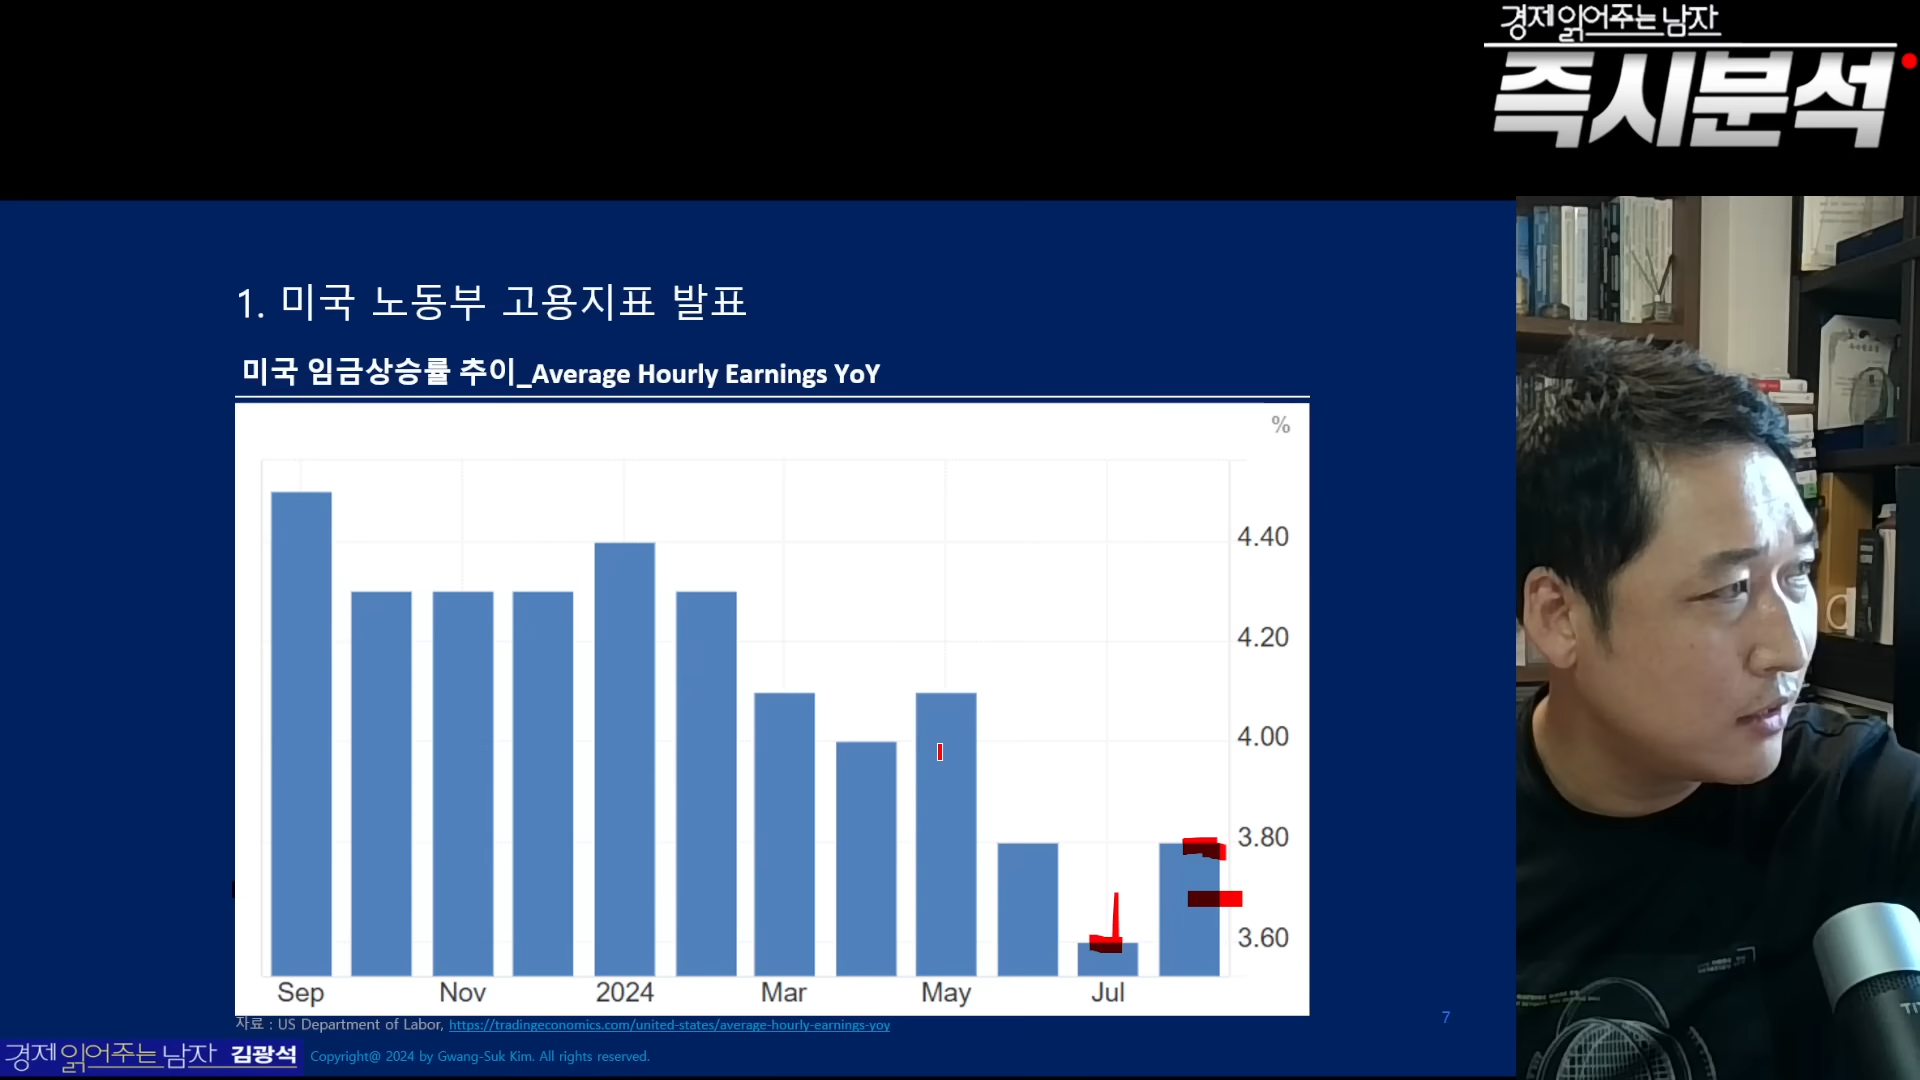 경제읽어주는남자
즉시분석
1. 미국 노동부 고용지표 발표
미국 임금상승률 추이_Average Hourly Earnings YoY
%
4.40
4.20
4.00
3.80
3.60
Sep Nov 2024 Mar May Jul
자료 : US Department of Labor, https://tradingeconomics.com/united-states/average-hourly-earnings-yoy
7
경제읽어주는남자 김광석 Copyright@ 2024 by Gwang-Suk Kim. All rights reserved.